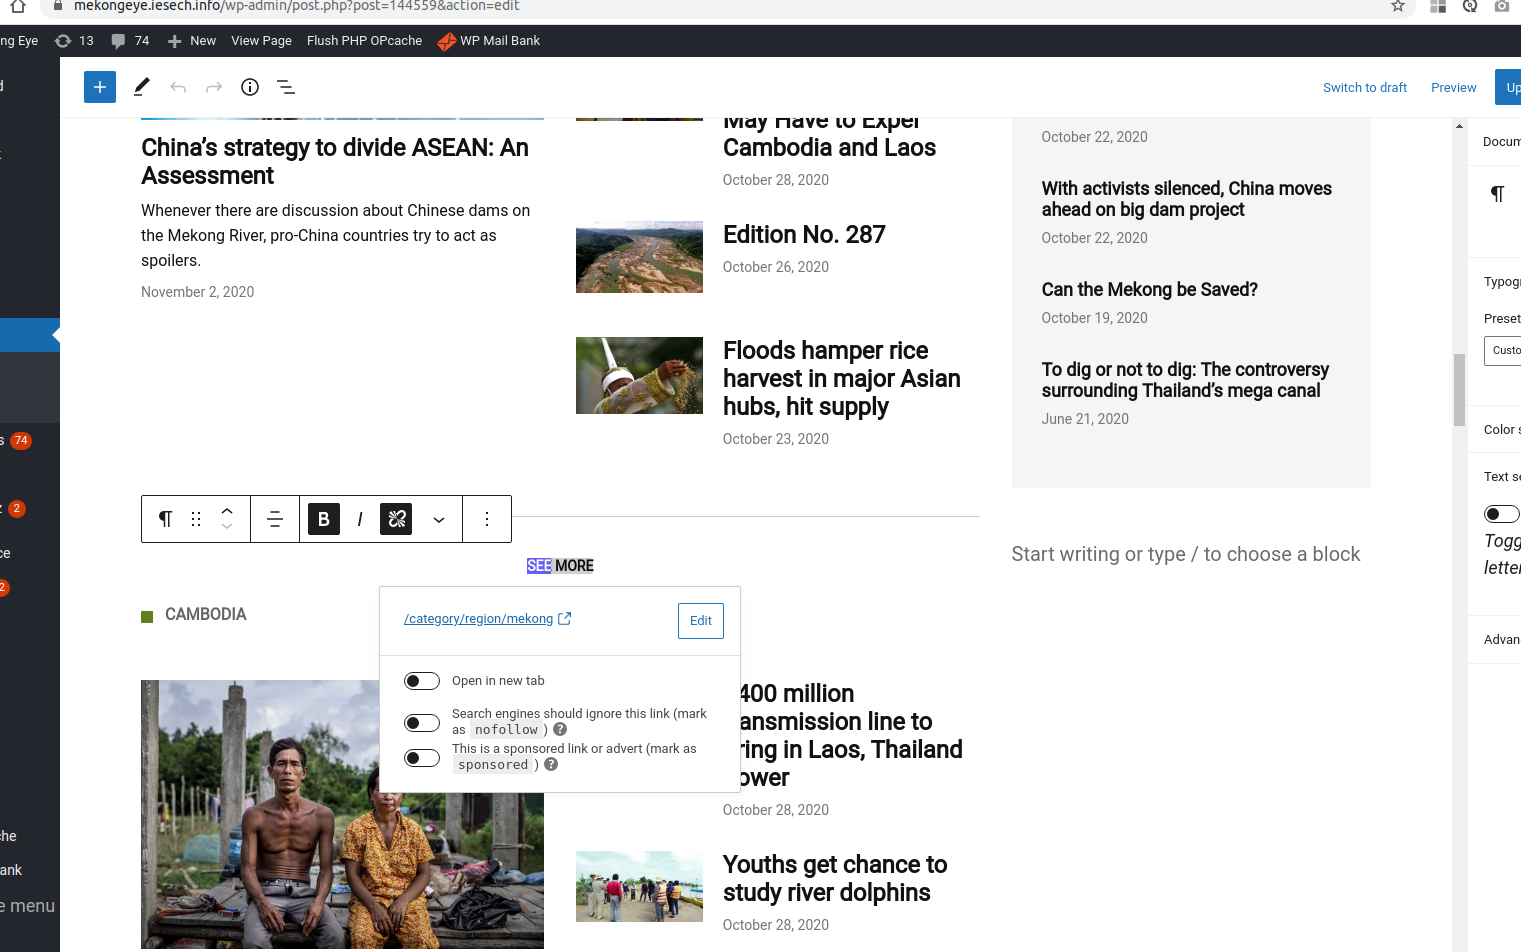 mekongeye.iesech.info/wp-admin/post.php?post=144559&action=edit
ng Eye 13 74 New View Page Flush PHP OPcache WP Mail Bank
Switch to draft Preview Up
China's strategy to divide ASEAN: An
Assessment
Whenever there are discussion about Chinese dams on
the Mekong River, pro-China countries try to act as
spoilers.
November 2, 2020
May Have to Expel
Cambodia and Laos
October 28, 2020
Edition No. 287
October 26, 2020
Floods hamper rice
harvest in major Asian
hubs, hit supply
October 23, 2020
October 22, 2020
With activists silenced, China moves
ahead on big dam project
October 22, 2020
Can the Mekong be Saved?
October 19, 2020
To dig or not to dig: The controversy
surrounding Thailand's mega canal
June 21, 2020
B I
SEE MORE
Start writing or type / to choose a block
CAMBODIA
/category/region/mekong Edit
Open in new tab
Search engines should ignore this link (mark
as nofollow ) ?
This is a sponsored link or advert (mark as
sponsored ) ?
400 million
ansmission line to
ring in Laos, Thailand
ower
October 28, 2020
Youths get chance to
study river dolphins
October 28, 2020
Docum
¶
Typogr
Preset
Custo
Color s
Text se
Togg
letter
Advan
d
s 74
z 2
ce
2
che
ank
e menu